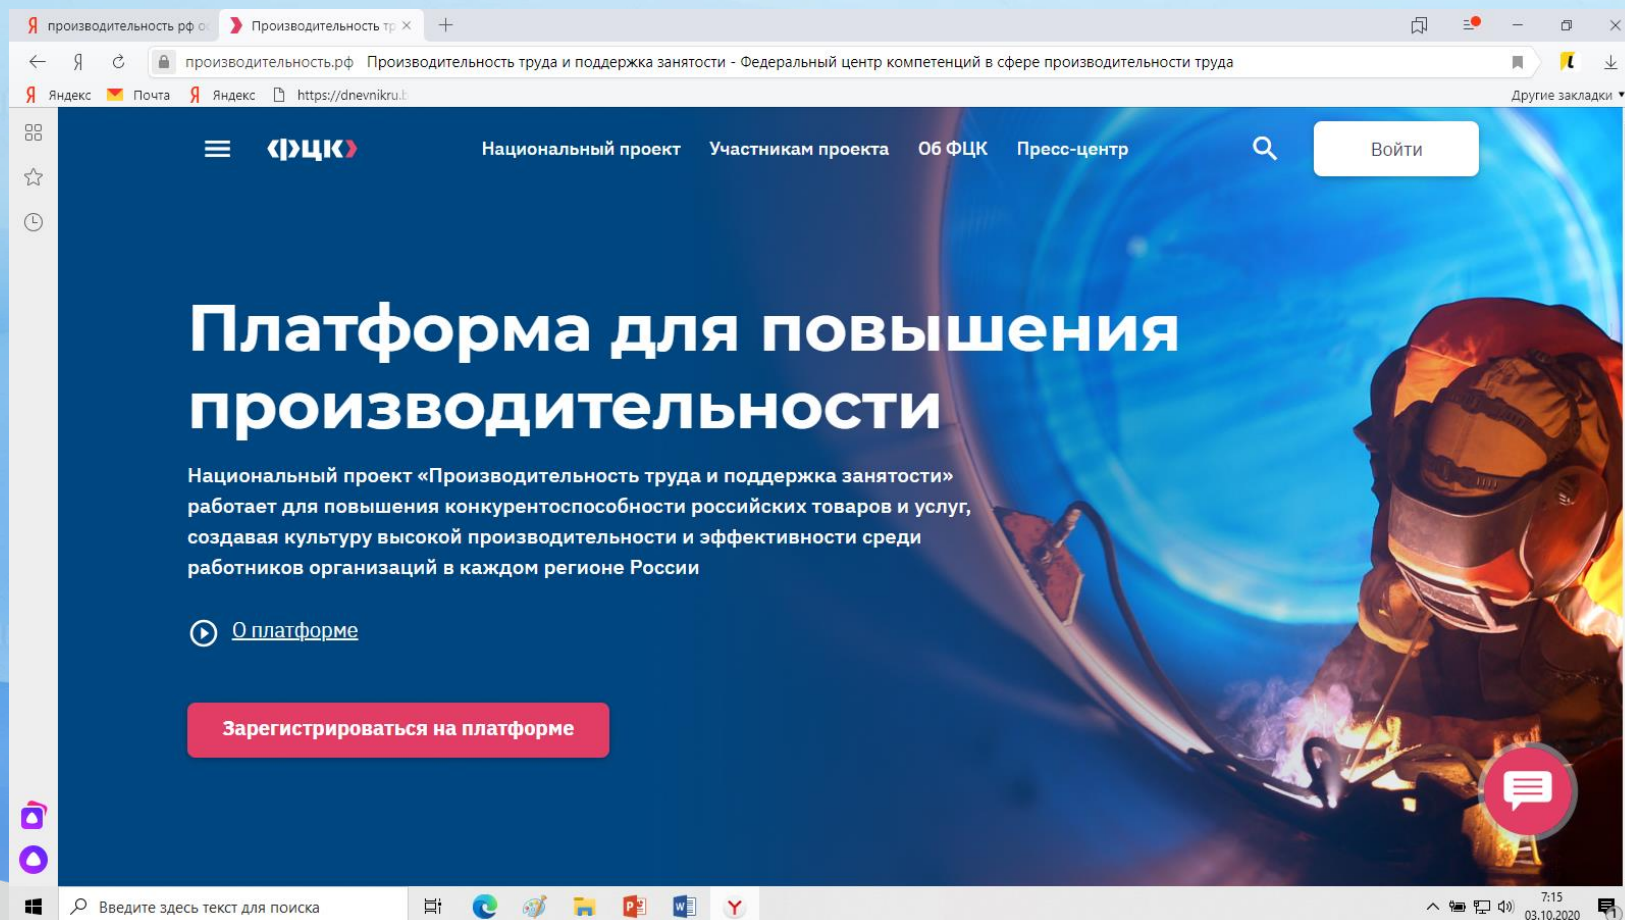 Я производительность рф о
Производительность тр
производительность.рф Производительность труда и поддержка занятости - Федеральный центр компетенций в сфере производительности труда
Яндекс Почта Яндекс https://dnevnikru.b
Другие закладки
ФЦК Национальный проект Участникам проекта Об ФЦК Пресс-центр Войти
Платформа для повышения
производительности
Национальный проект «Производительность труда и поддержка занятости»
работает для повышения конкурентоспособности российских товаров и услуг,
создавая культуру высокой производительности и эффективности среди
работников организаций в каждом регионе России
О платформе
Зарегистрироваться на платформе
Введите здесь текст для поиска
7:15
03.10.2020